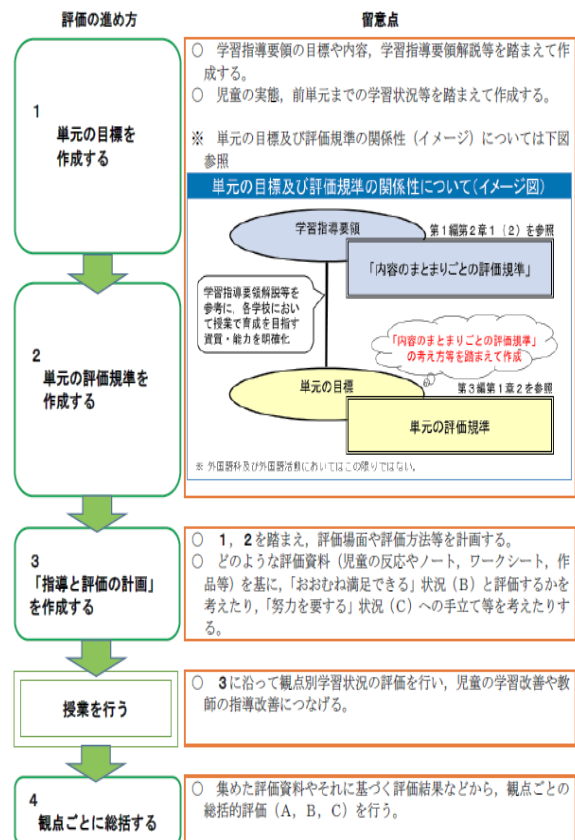 評価の進め方
留意点
1
単元の目標を
作成する
○ 学習指導要領の目標や内容，学習指導要領解説等を踏まえて作
成する。
○ 児童の実態，前単元までの学習状況等を踏まえて作成する。
※ 単元の目標及び評価規準の関係性（イメージ）については下図
参照
単元の目標及び評価規準の関係性について(イメージ図)
学習指導要領
第1編第2章1（2）を参照
「内容のまとまりごとの評価規準」
学習指導要領解説等を
参考に，各学校におい
て授業で育成を目指す
資質・能力を明確化
「内容のまとまりごとの評価規準」
の考え方等を踏まえて作成
単元の目標
第3編第1章2を参照
単元の評価規準
※ 外国語科及び外国語活動においてはこの限りではない。
2
単元の評価規準を
作成する
3
「指導と評価の計画」
を作成する
○ 1，2を踏まえ，評価場面や評価方法等を計画する。
○ どのような評価資料（児童の反応やノート，ワークシート，作
品等）を基に，「おおむね満足できる」状況（B）と評価するかを
考えたり，「努力を要する」状況（C）への手立て等を考えたりす
る。
授業を行う
○ 3に沿って観点別学習状況の評価を行い，児童の学習改善や教
師の指導改善につなげる。
4
観点ごとに総括する
○ 集めた評価資料やそれに基づく評価結果などから，観点ごとの
総括的評価（A，B，C）を行う。